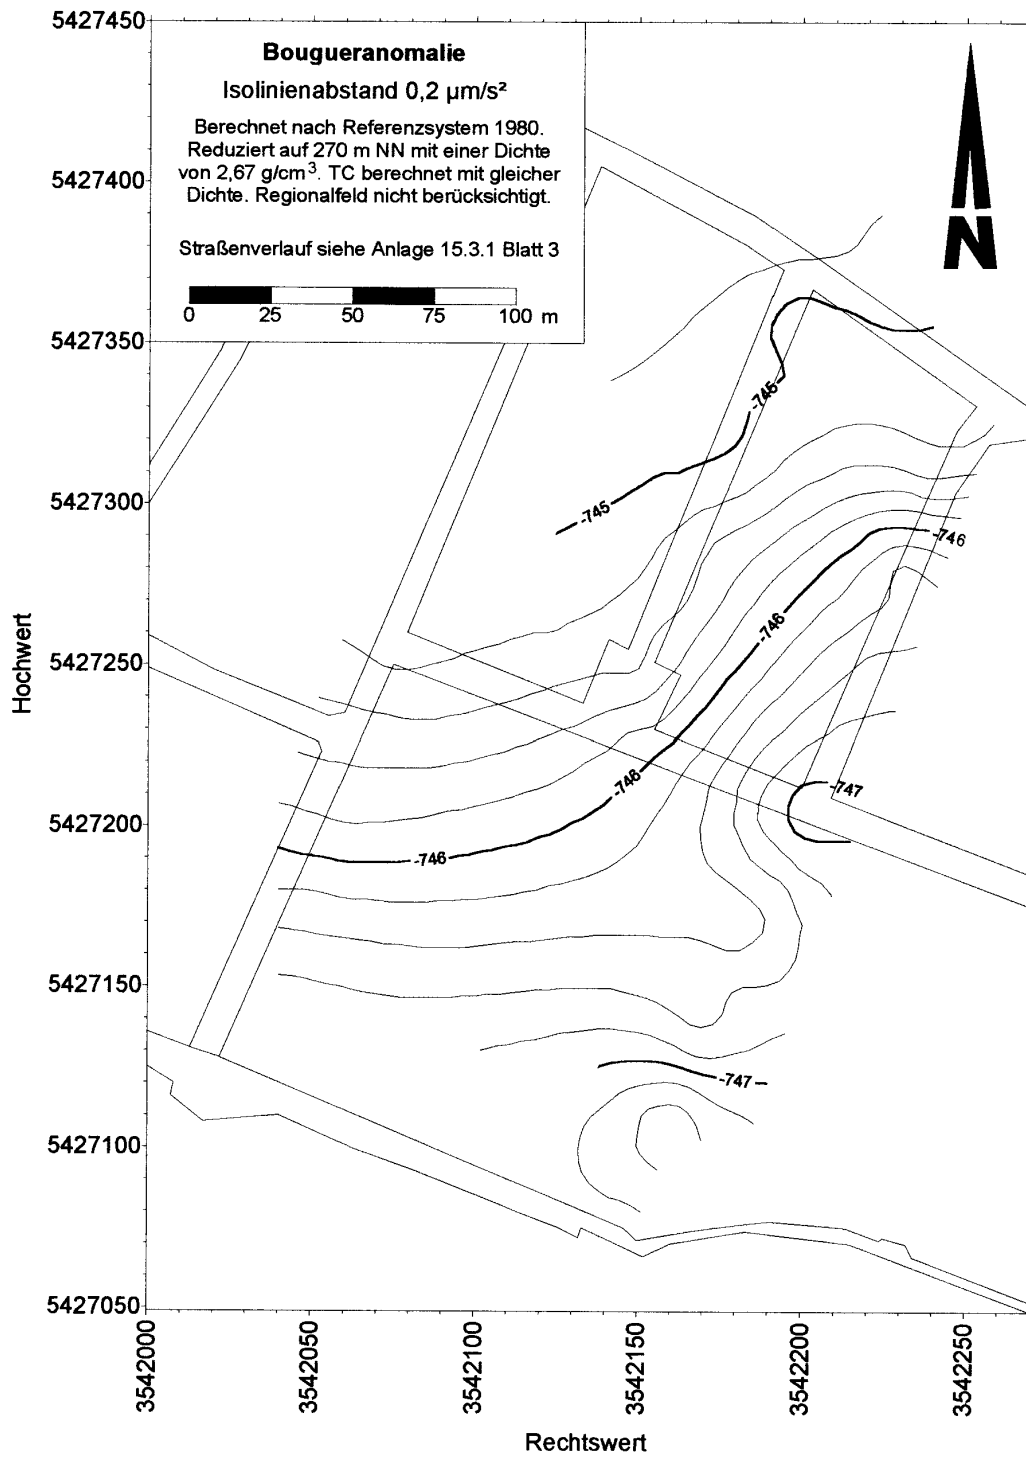 5427450
Bougueranomalie
Isolinienabstand 0,2 µm/s²
Berechnet nach Referenzsystem 1980.
Reduziert auf 270 m NN mit einer Dichte
von 2,67 g/cm³. TC berechnet mit gleicher
Dichte. Regionalfeld nicht berücksichtigt.
Straßenverlauf siehe Anlage 15.3.1 Blatt 3
0 25 50 75 100 m
N
5427400
5427350
-745
5427300
-745
-746
-746
5427250
Hochwert
-746
-747
5427200
-746
5427150
-747
5427100
5427050
3542000
3542050
3542100
3542150
3542200
3542250
Rechtswert